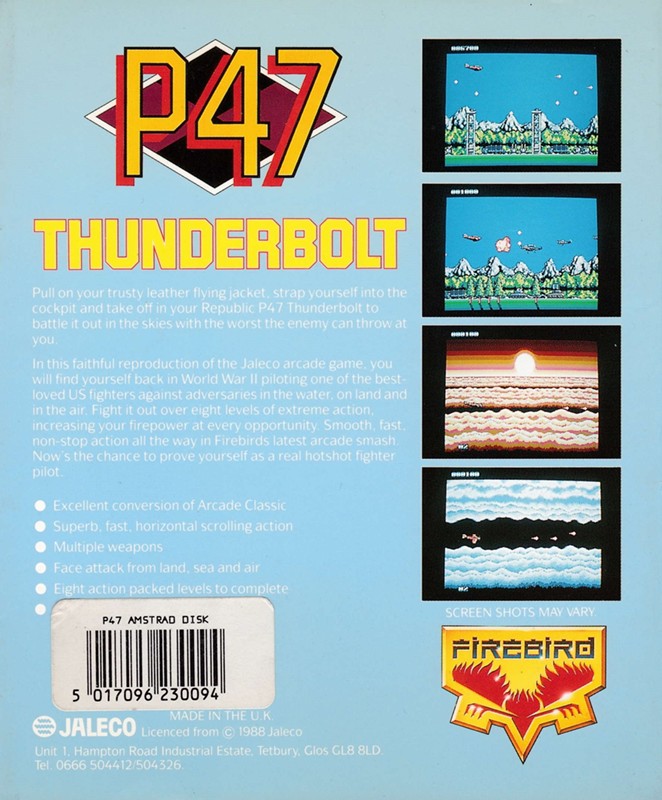 P47
THUNDERBOLT
Pull on your trusty leather flying jacket, strap yourself into the
cockpit and take off in your Republic P47 Thunderbolt to
battle it out in the skies with the worst the enemy can throw at
you.
In this faithful reproduction of the Jaleco arcade game, you
will find yourself back in World War II piloting one of the best-
loved US fighters against adversaries in the water, on land and
in the air. Fight it out over eight levels of extreme action,
increasing your firepower at every opportunity. Smooth, fast,
non-stop action all the way in Firebirds latest arcade smash.
Now's the chance to prove yourself as a real hotshot fighter
pilot.
● Excellent conversion of Arcade Classic
● Superb, fast, horizontal scrolling action
● Multiple weapons
● Face attack from land, sea and air
● Eight action packed levels to complete
●
P47 AMSTRAD DISK
5 017096 230094
MADE IN THE U.K.
JALECO Licenced from © 1988 Jaleco
Unit 1, Hampton Road Industrial Estate, Tetbury, Glos GL8 8LD.
Tel. 0666 504412/504326.
006700
001000
000100
000100
SCREEN SHOTS MAY VARY.
FIREBIRD